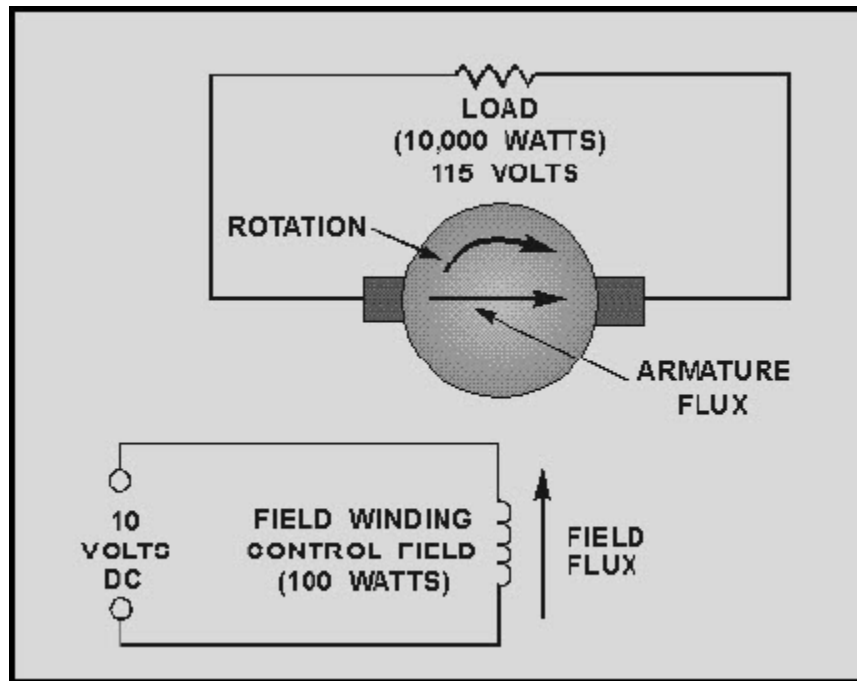 LOAD
(10,000 WATTS)
115 VOLTS
ROTATION
ARMATURE
FLUX
10
VOLTS
DC
FIELD WINDING
CONTROL FIELD
(100 WATTS)
FIELD
FLUX